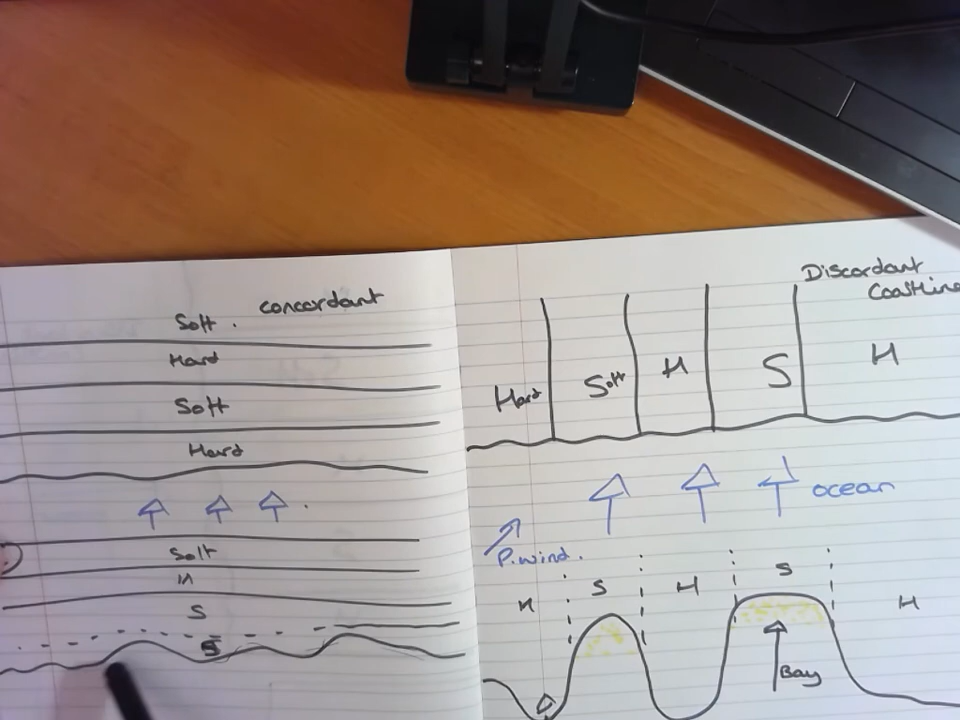 concordant
Soft.
Hard
Soft
Hard
Soft
H
S
Discordant
Coastline
Hard Soft H S H
ocean
P.wind.
H S H S H
Bay